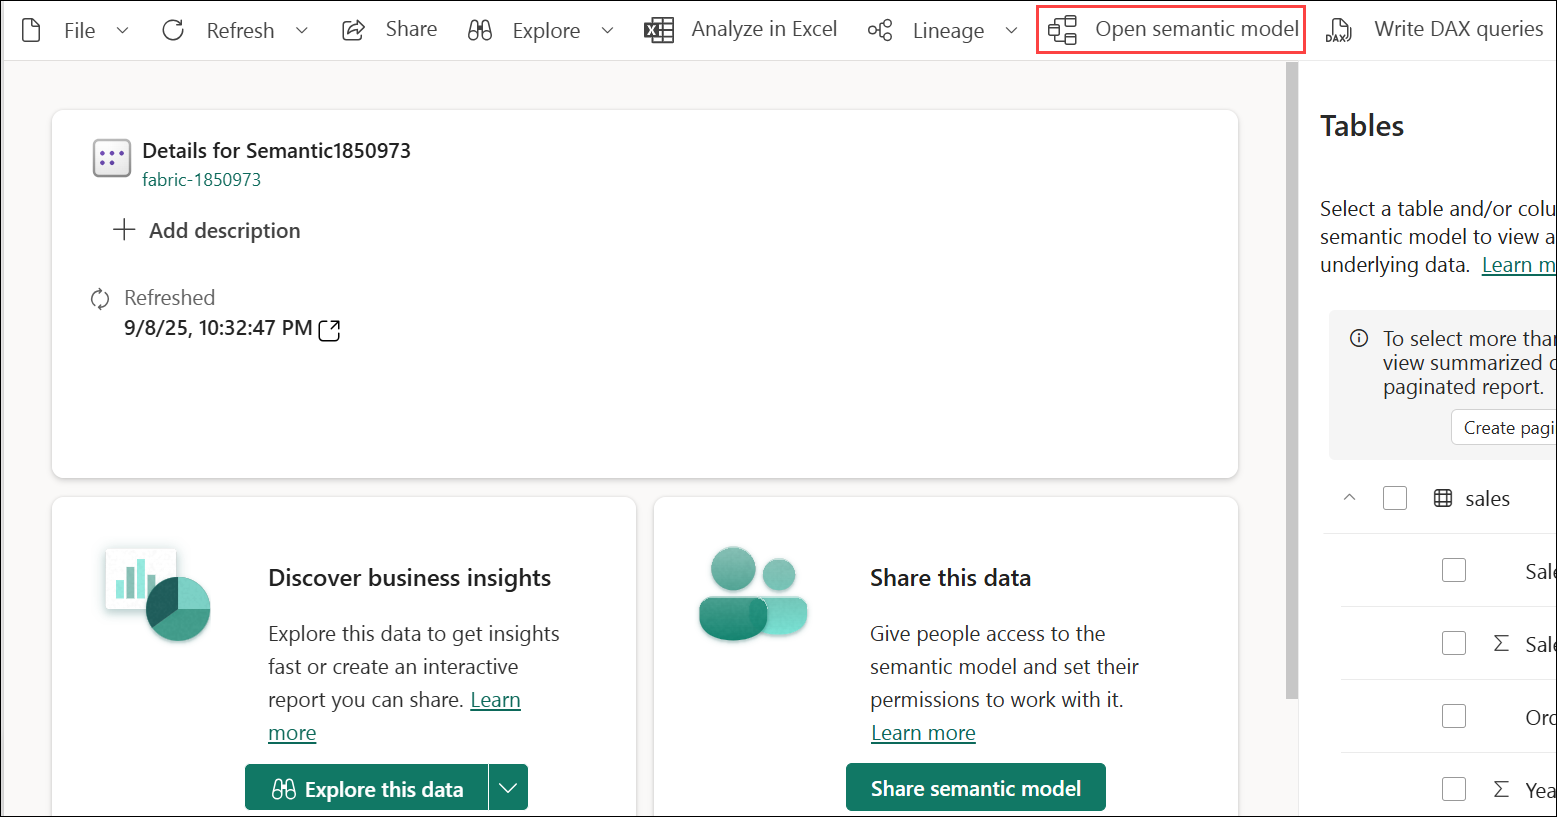 File
Refresh
Share
Explore
Analyze in Excel
Lineage
Open semantic model
DAX
Write DAX queries
Details for Semantic1850973
fabric-1850973
Add description
Refreshed
9/8/25, 10:32:47 PM
Discover business insights
Explore this data to get insights
fast or create an interactive
report you can share. Learn
more
Explore this data
Share this data
Give people access to the
semantic model and set their
permissions to work with it.
Learn more
Share semantic model
Tables
Select a table and/or colu
semantic model to view a
underlying data. Learn m
To select more than
view summarized d
paginated report.
Create pagi
sales
Sale
Σ Sale
Ord
Σ Yea